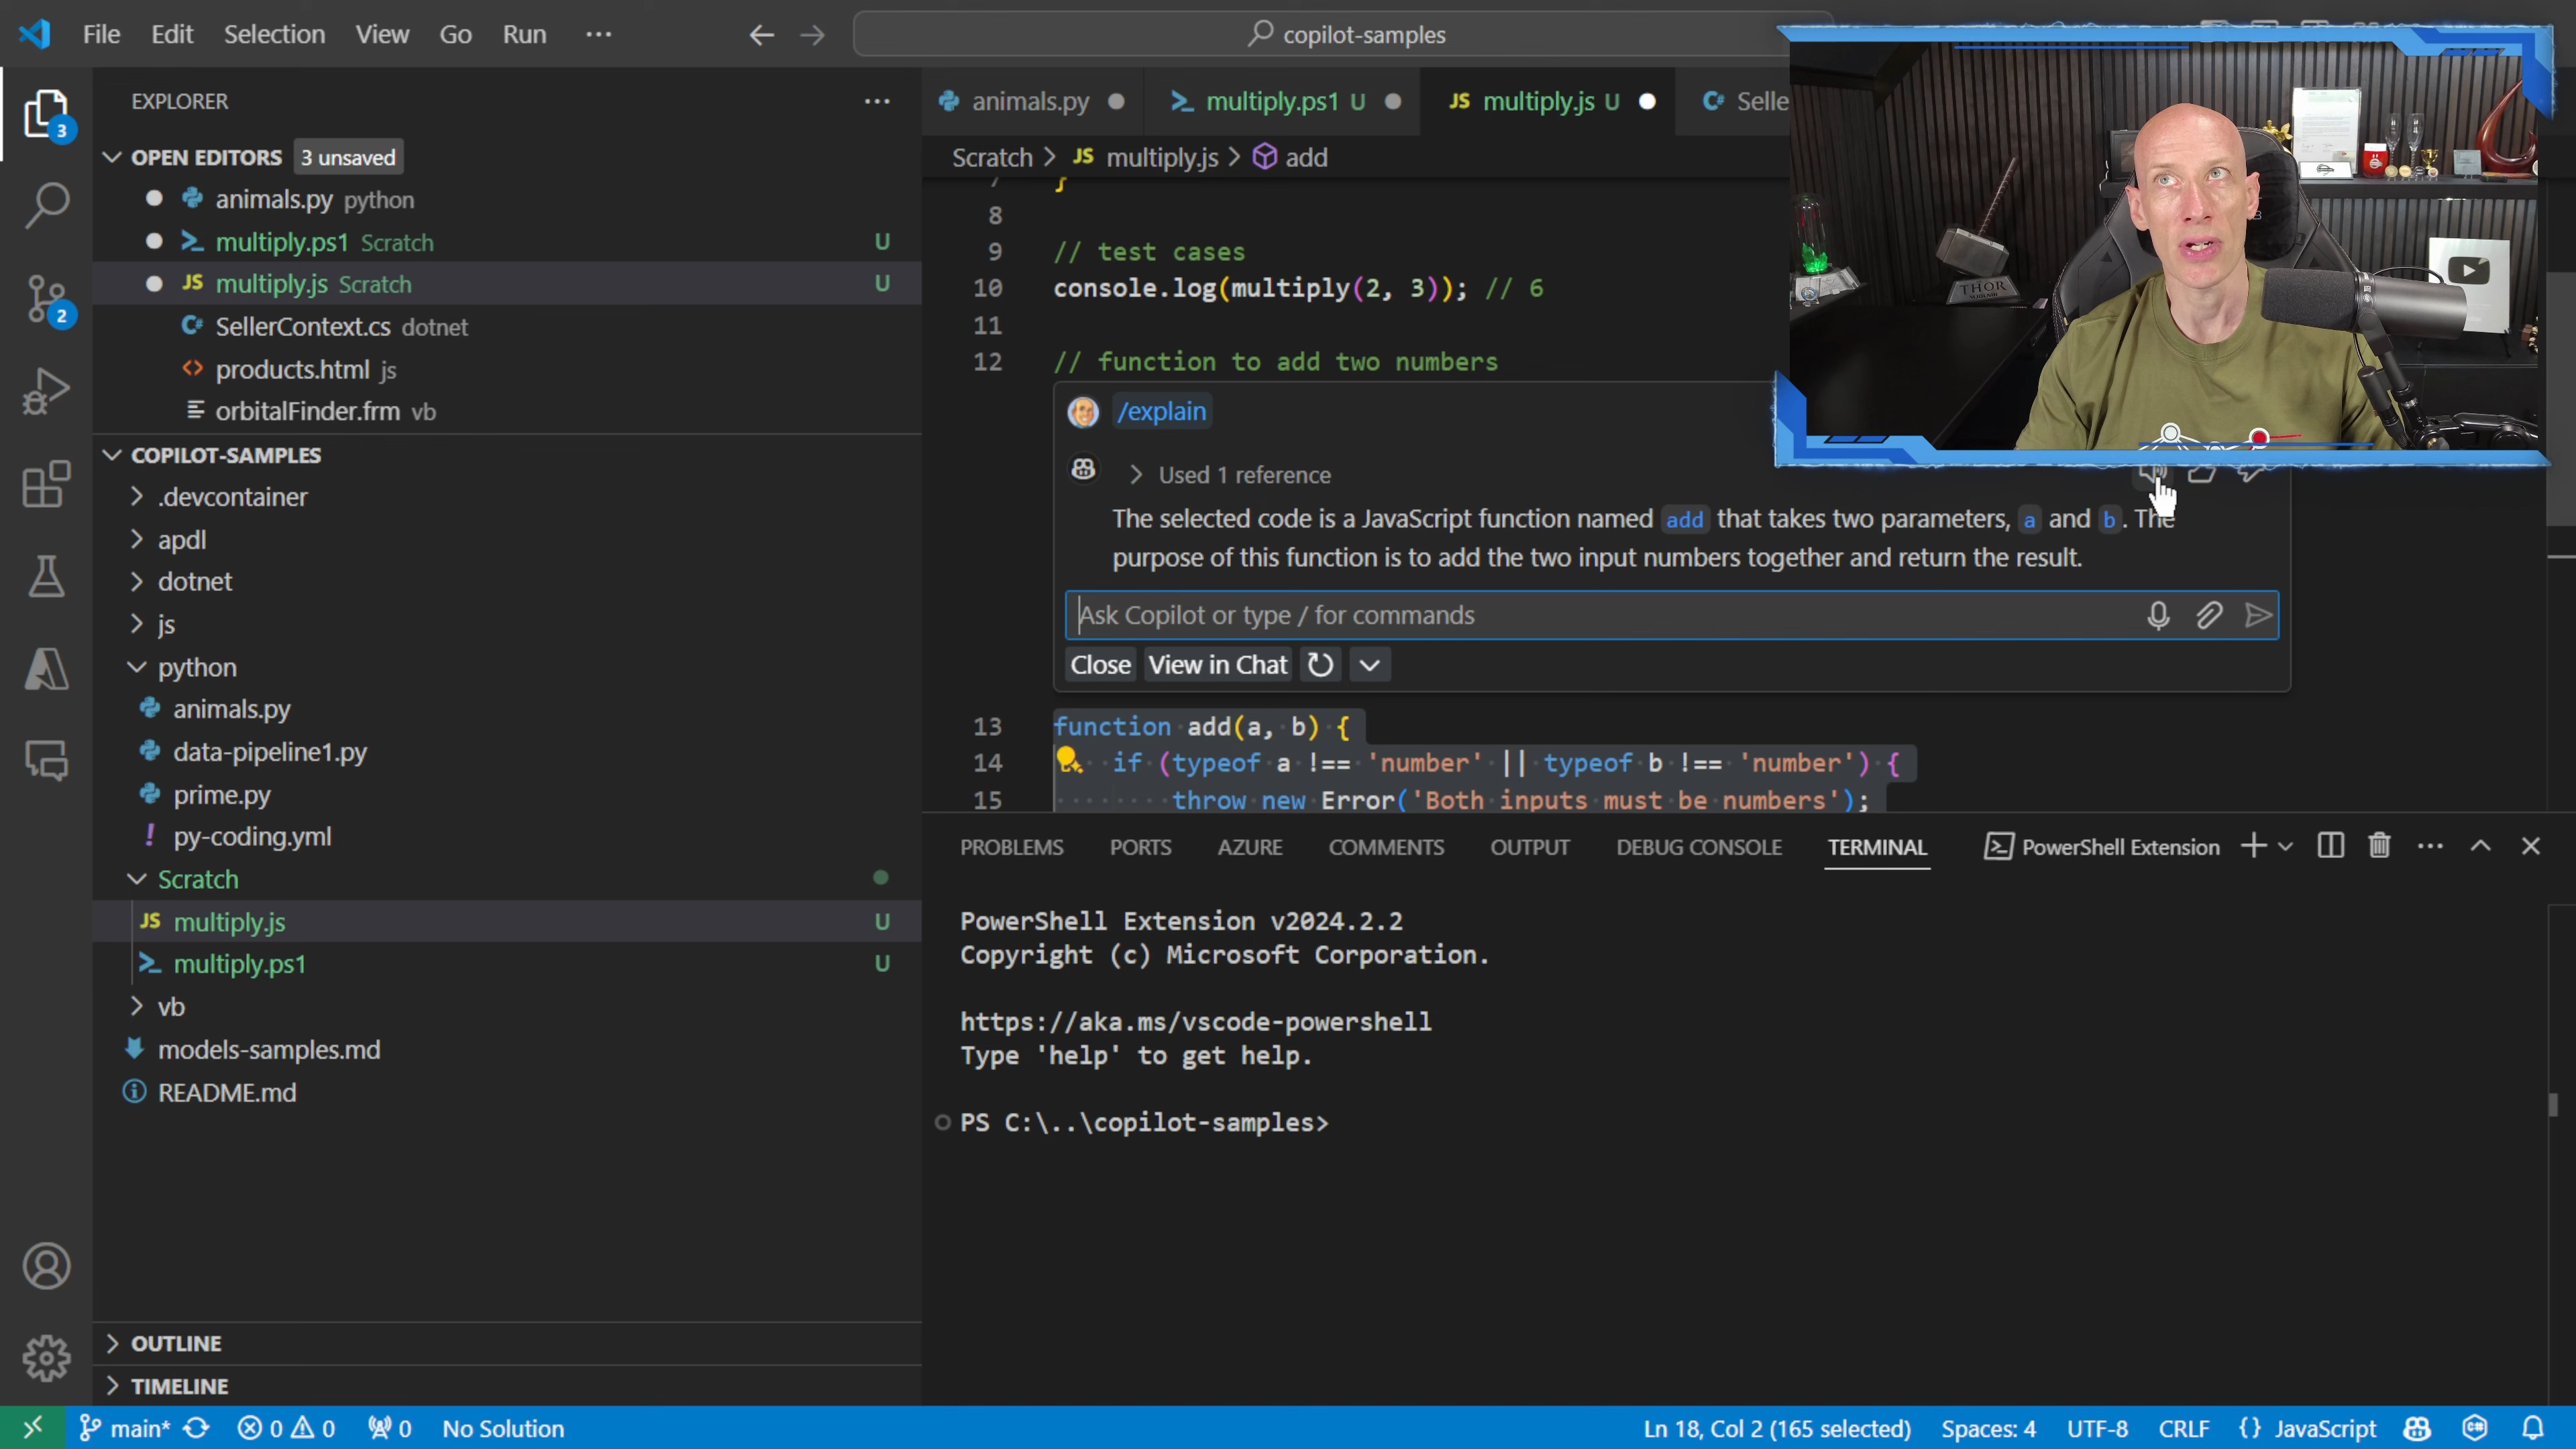 File Edit Selection View Go Run ...
copilot-samples
EXPLORER
OPEN EDITORS 3 unsaved
animals.py python
multiply.ps1 Scratch U
multiply.js Scratch U
SellerContext.cs dotnet
products.html js
orbitalFinder.frm vb
COPILOT-SAMPLES
.devcontainer
apdl
dotnet
js
python
animals.py
data-pipeline1.py
prime.py
py-coding.yml
Scratch
multiply.js U
multiply.ps1 U
vb
models-samples.md
README.md
OUTLINE
TIMELINE
3
2
animals.py
multiply.ps1 U
JS multiply.js U
Selle
Scratch > JS multiply.js > add
7 }
8
9 // test cases
10 console.log(multiply(2, 3)); // 6
11
12 // function to add two numbers
/explain
Used 1 reference
The selected code is a JavaScript function named add that takes two parameters, a and b. The
purpose of this function is to add the two input numbers together and return the result.
Ask Copilot or type / for commands
Close View in Chat
13 function add(a, b) {
14 if (typeof a !== 'number' || typeof b !== 'number') {
15 throw new Error('Both inputs must be numbers');
PROBLEMS PORTS AZURE COMMENTS OUTPUT DEBUG CONSOLE TERMINAL PowerShell Extension
PowerShell Extension v2024.2.2
Copyright (c) Microsoft Corporation.
https://aka.ms/vscode-powershell
Type 'help' to get help.
PS C:\..\copilot-samples>
main* 0 0 0 No Solution
Ln 18, Col 2 (165 selected) Spaces: 4 UTF-8 CRLF {} JavaScript
THOR